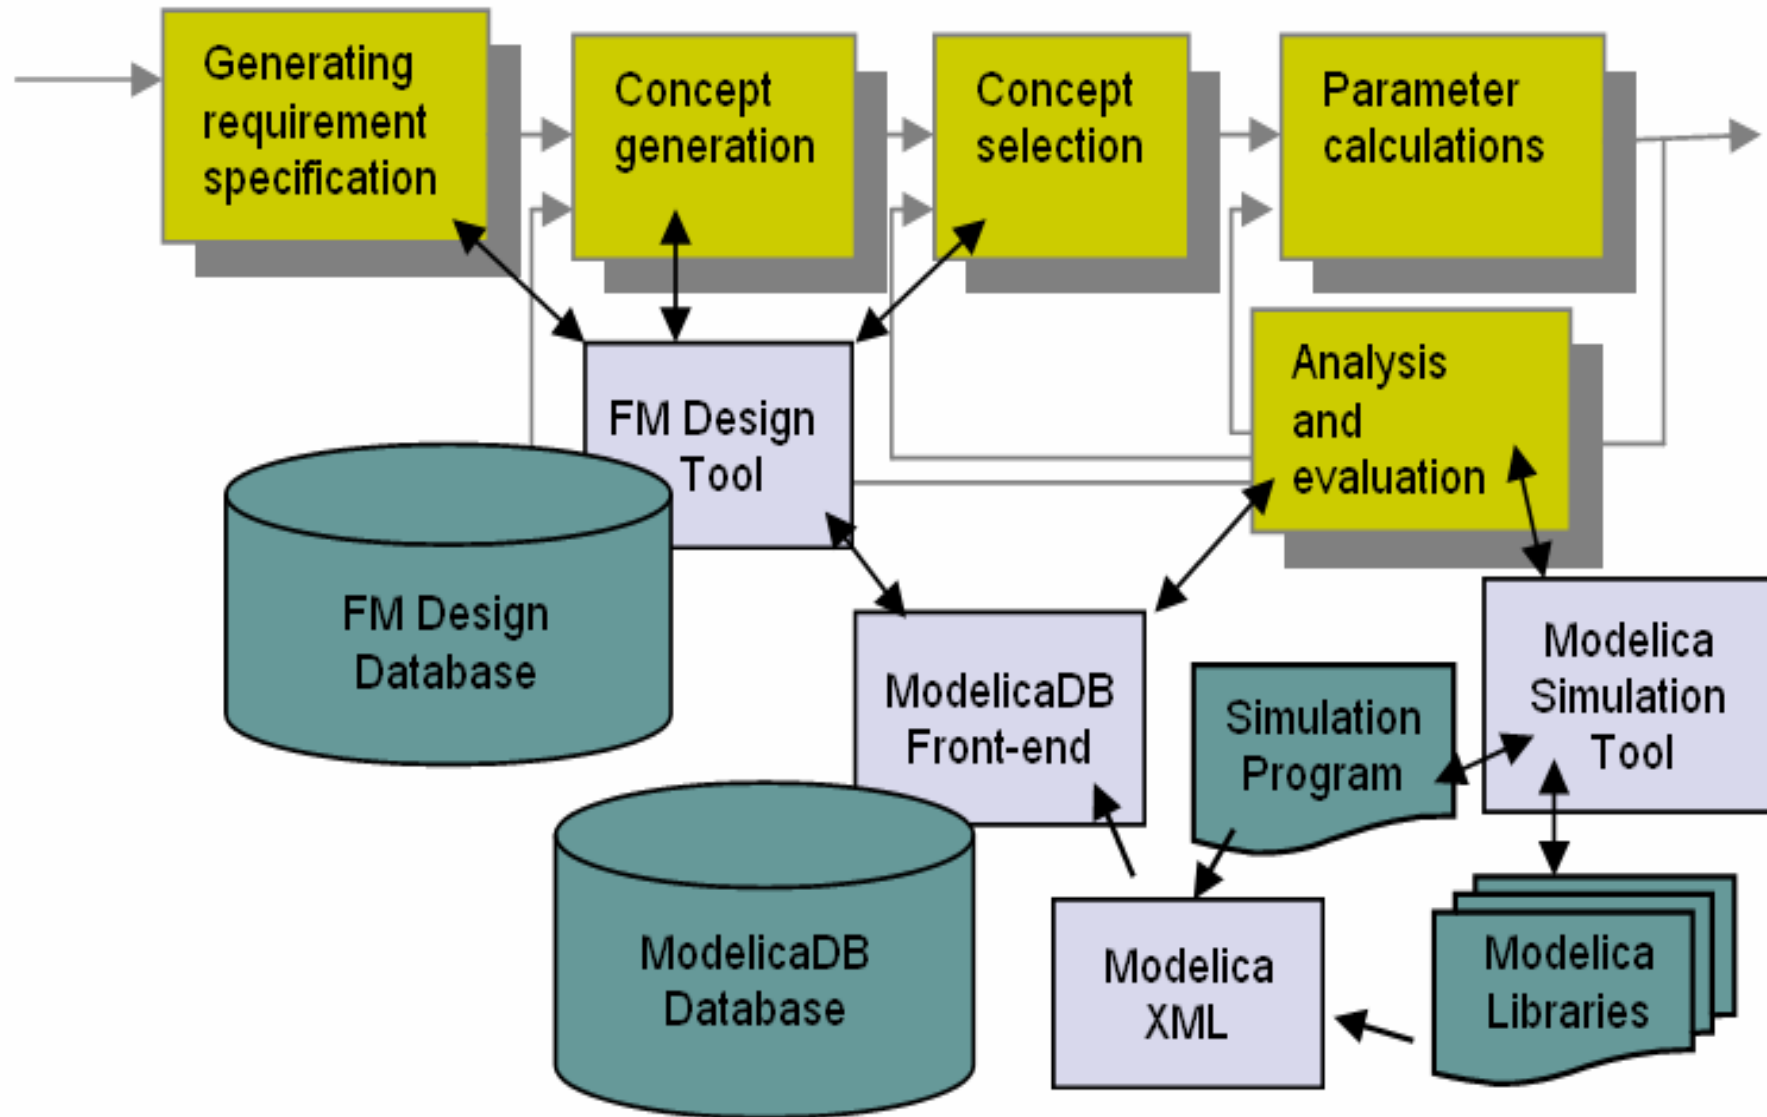 Generating
requirement
specification
Concept
generation
Concept
selection
Parameter
calculations
Analysis
and
evaluation
FM Design
Tool
FM Design
Database
ModelicaDB
Front-end
Simulation
Program
Modelica
Simulation
Tool
ModelicaDB
Database
Modelica
XML
Modelica
Libraries